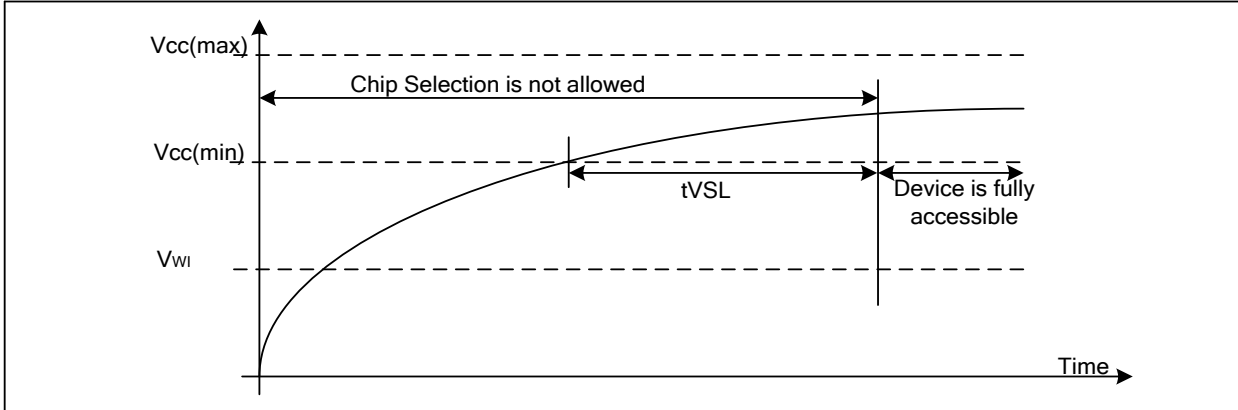 Vcc(max)
Chip Selection is not allowed
Vcc(min)
tVSL
Device is fully
accessible
VWI
Time